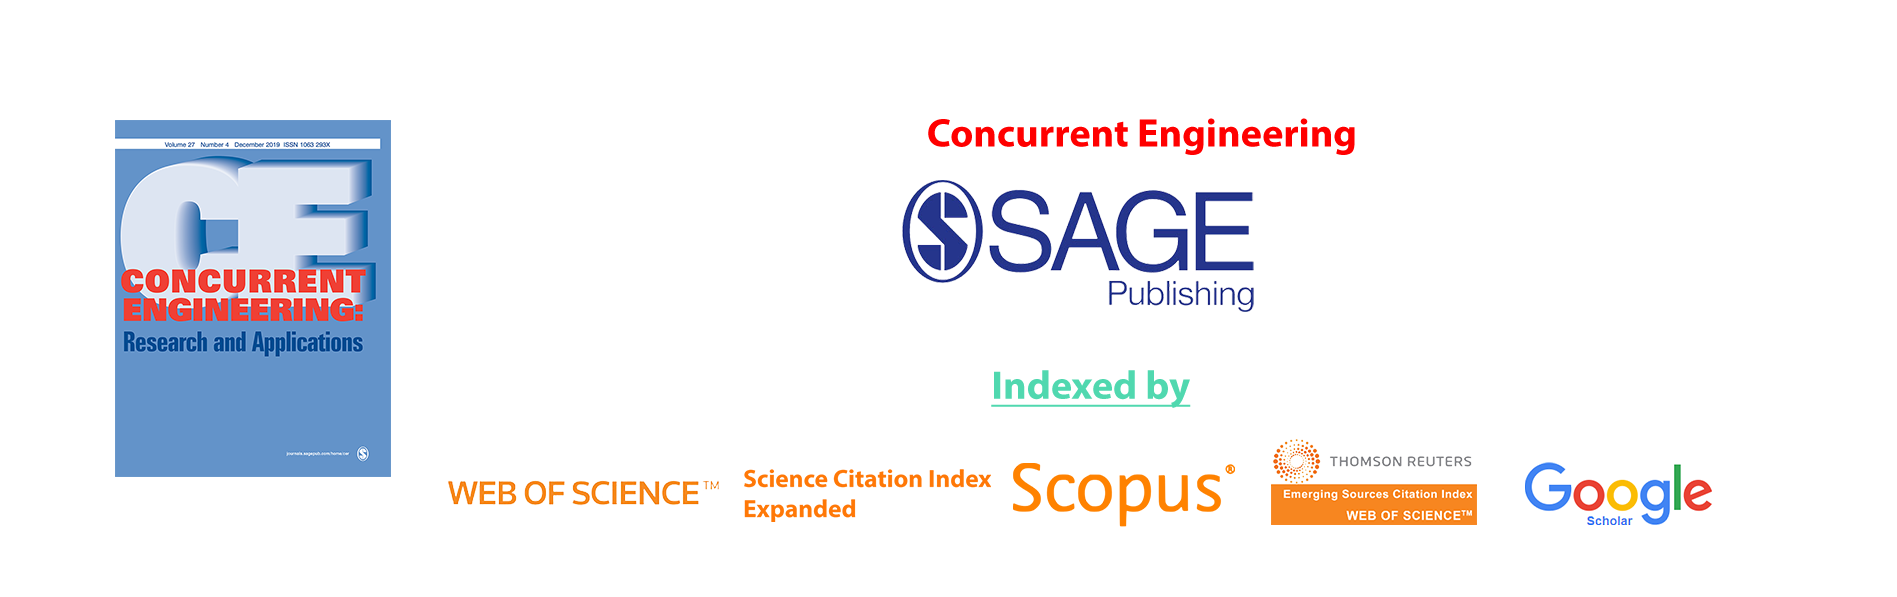 Volume 27 Number 4 December 2019 ISSN 1063 293X
CE
CONCURRENT
ENGINEERING:
Research and Applications
journals.sagepub.com/home/cer
Concurrent Engineering
S SAGE
Publishing
Indexed by
WEB OF SCIENCE™
Science Citation Index
Expanded
Scopus®
THOMSON REUTERS
Emerging Sources Citation Index
WEB OF SCIENCE™
Google
Scholar